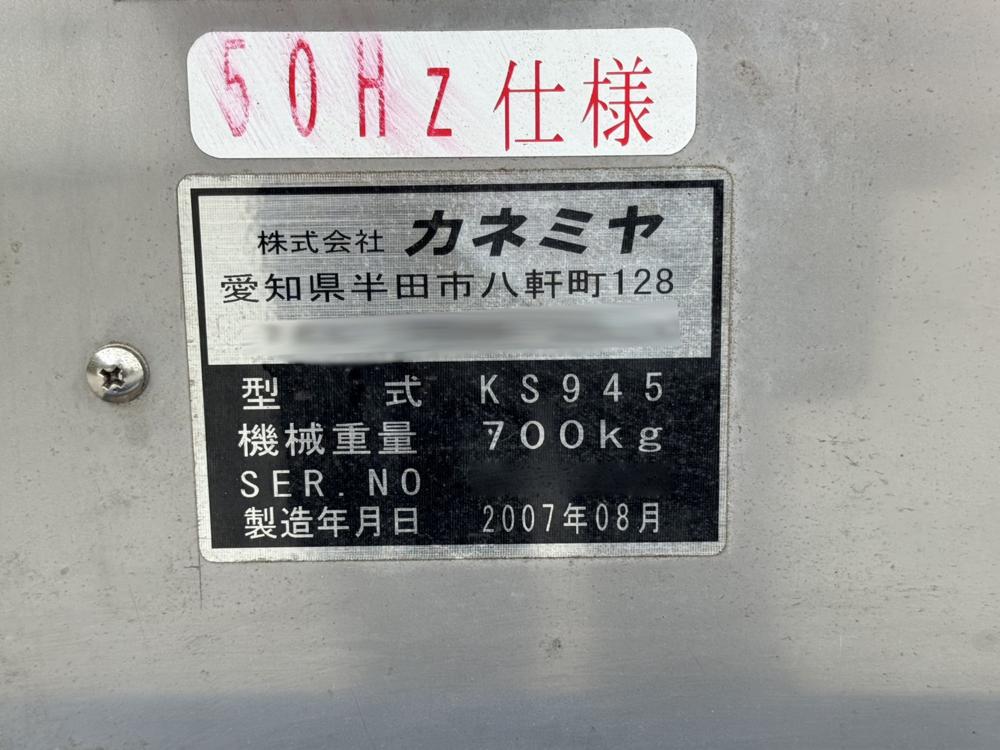 50Hz仕様
株式会社 カネミヤ
愛知県半田市八軒町128
型 式 KS945
機械重量 700kg
SER.NO
製造年月日 2007年08月